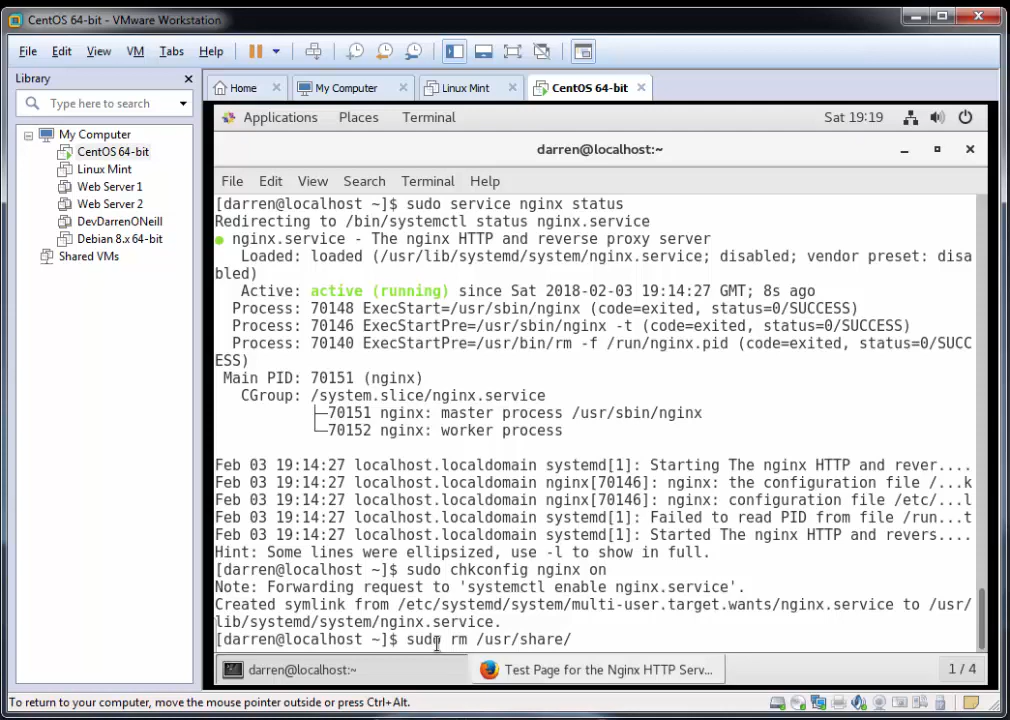 CentOS 64-bit - VMware Workstation
File Edit View VM Tabs Help
Library
Type here to search
My Computer
CentOS 64-bit
Linux Mint
Web Server 1
Web Server 2
DevDarrenONeill
Debian 8.x 64-bit
Shared VMs
Home My Computer Linux Mint CentOS 64-bit
Applications Places Terminal Sat 19:19
darren@localhost:~
File Edit View Search Terminal Help
[darren@localhost ~]$ sudo service nginx status
Redirecting to /bin/systemctl status nginx.service
● nginx.service - The nginx HTTP and reverse proxy server
Loaded: loaded (/usr/lib/systemd/system/nginx.service; disabled; vendor preset: disa
bled)
Active: active (running) since Sat 2018-02-03 19:14:27 GMT; 8s ago
Process: 70148 ExecStart=/usr/sbin/nginx (code=exited, status=0/SUCCESS)
Process: 70146 ExecStartPre=/usr/sbin/nginx -t (code=exited, status=0/SUCCESS)
Process: 70140 ExecStartPre=/usr/bin/rm -f /run/nginx.pid (code=exited, status=0/SUCC
ESS)
Main PID: 70151 (nginx)
CGroup: /system.slice/nginx.service
├─70151 nginx: master process /usr/sbin/nginx
└─70152 nginx: worker process
Feb 03 19:14:27 localhost.localdomain systemd[1]: Starting The nginx HTTP and rever....
Feb 03 19:14:27 localhost.localdomain nginx[70146]: nginx: the configuration file /...k
Feb 03 19:14:27 localhost.localdomain nginx[70146]: nginx: configuration file /etc/...l
Feb 03 19:14:27 localhost.localdomain systemd[1]: Failed to read PID from file /run...t
Feb 03 19:14:27 localhost.localdomain systemd[1]: Started The nginx HTTP and revers....
Hint: Some lines were ellipsized, use -l to show in full.
[darren@localhost ~]$ sudo chkconfig nginx on
Note: Forwarding request to 'systemctl enable nginx.service'.
Created symlink from /etc/systemd/system/multi-user.target.wants/nginx.service to /usr/
lib/systemd/system/nginx.service.
[darren@localhost ~]$ sudo rm /usr/share/
darren@localhost:~ Test Page for the Nginx HTTP Serv... 1 / 4
To return to your computer, move the mouse pointer outside or press Ctrl+Alt.